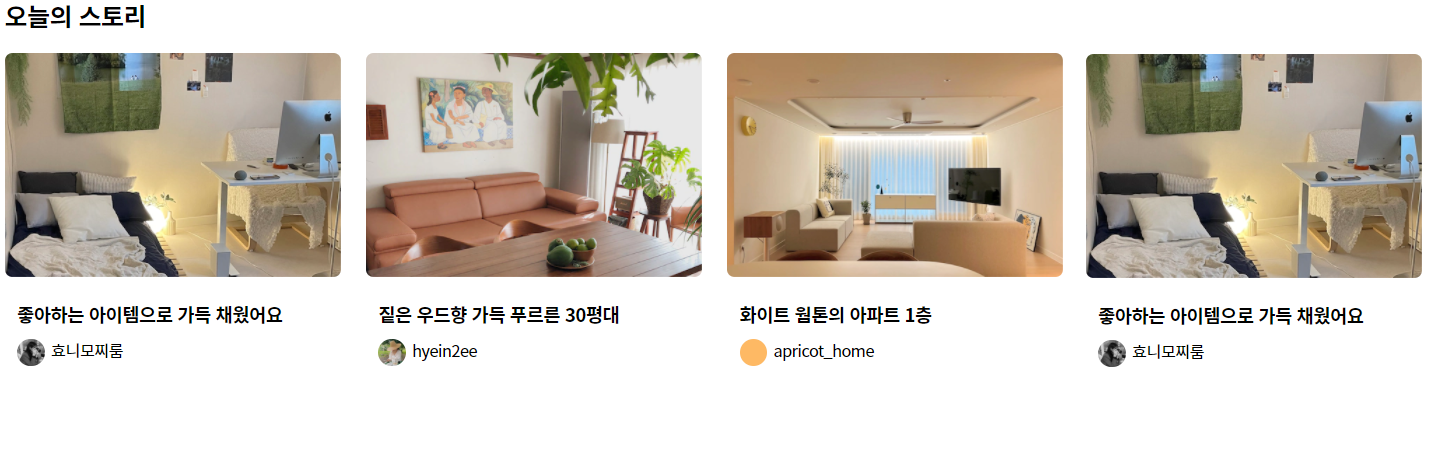 오늘의 스토리
좋아하는 아이템으로 가득 채웠어요
효니모찌룸
짙은 우드향 가득 푸르른 30평대
hyein2ee
화이트 웜톤의 아파트 1층
apricot_home
좋아하는 아이템으로 가득 채웠어요
효니모찌룸